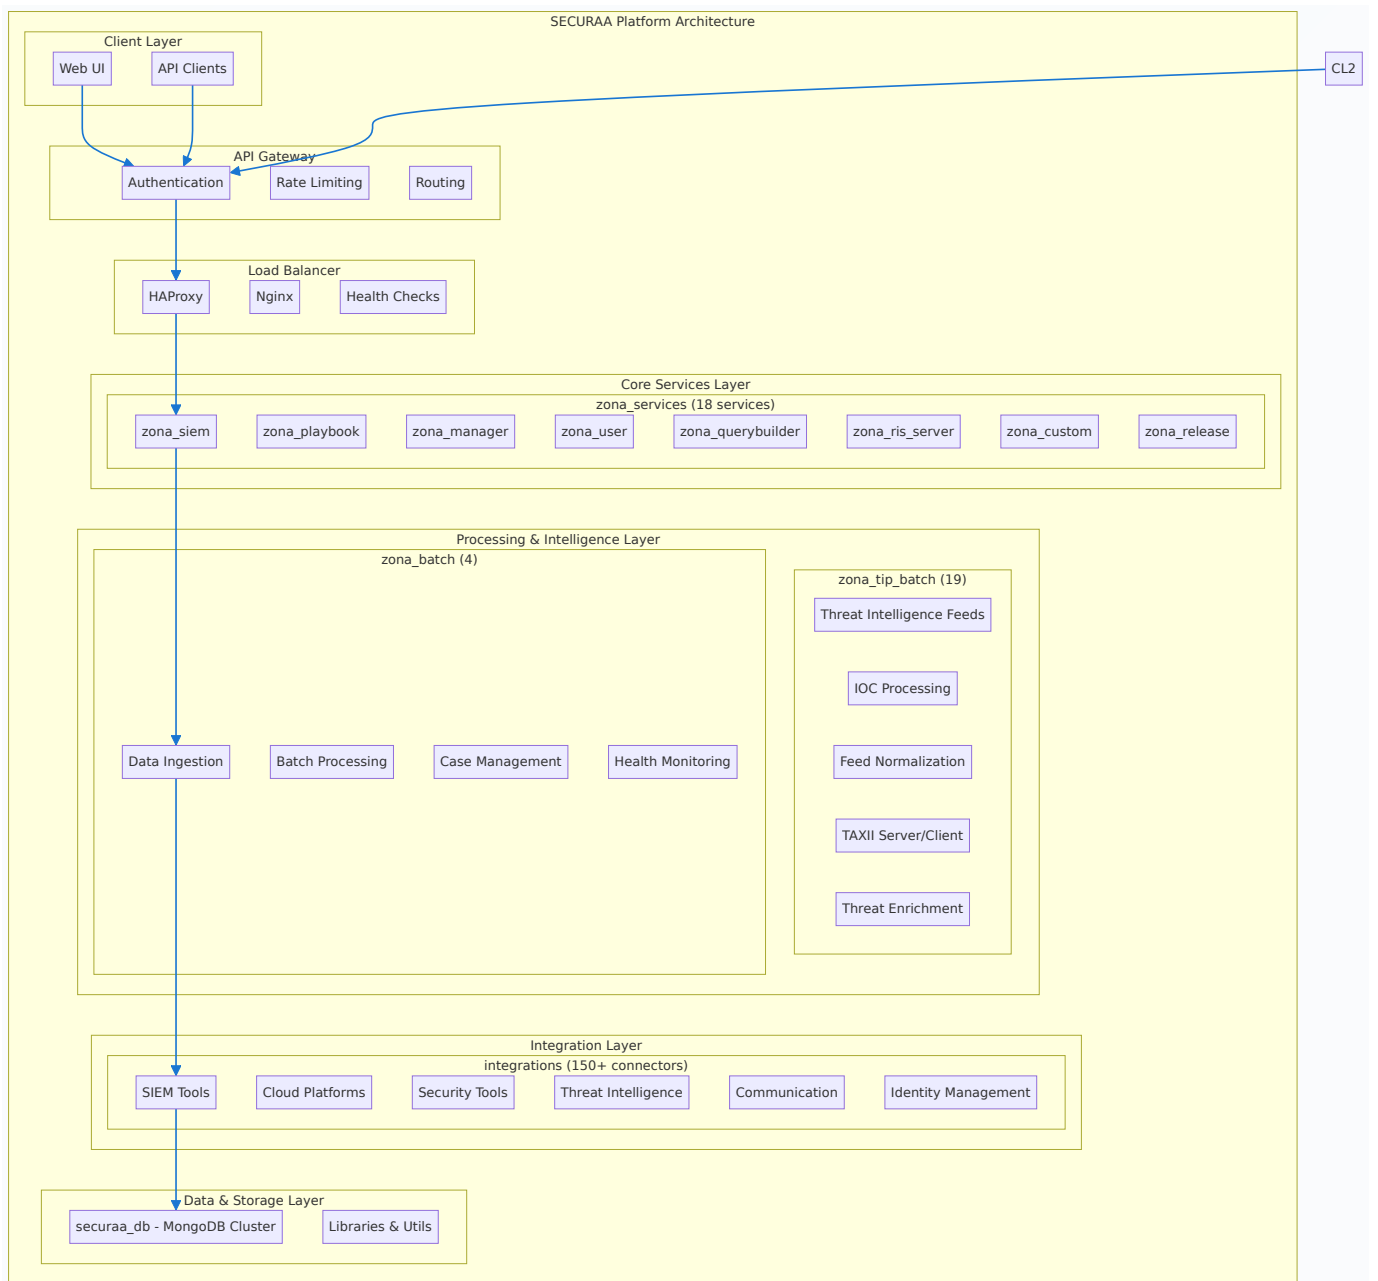 SECURAA Platform Architecture
Client Layer
Web UI
API Clients
CL2
API Gateway
Authentication
Rate Limiting
Routing
Load Balancer
HAProxy
Nginx
Health Checks
Core Services Layer
zona_services (18 services)
zona_siem
zona_playbook
zona_manager
zona_user
zona_querybuilder
zona_ris_server
zona_custom
zona_release
Processing & Intelligence Layer
zona_batch (4)
Data Ingestion
Batch Processing
Case Management
Health Monitoring
zona_tip_batch (19)
Threat Intelligence Feeds
IOC Processing
Feed Normalization
TAXII Server/Client
Threat Enrichment
Integration Layer
integrations (150+ connectors)
SIEM Tools
Cloud Platforms
Security Tools
Threat Intelligence
Communication
Identity Management
Data & Storage Layer
securaa_db - MongoDB Cluster
Libraries & Utils